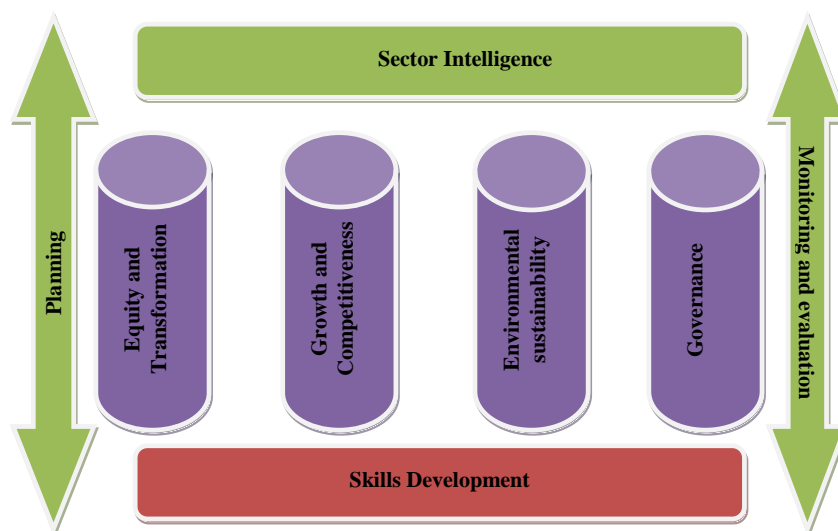 Sector Intelligence
Planning
Equity and
Transformation
Growth and
Competitiveness
Environmental
sustainability
Governance
Monitoring and evaluation
Skills Development